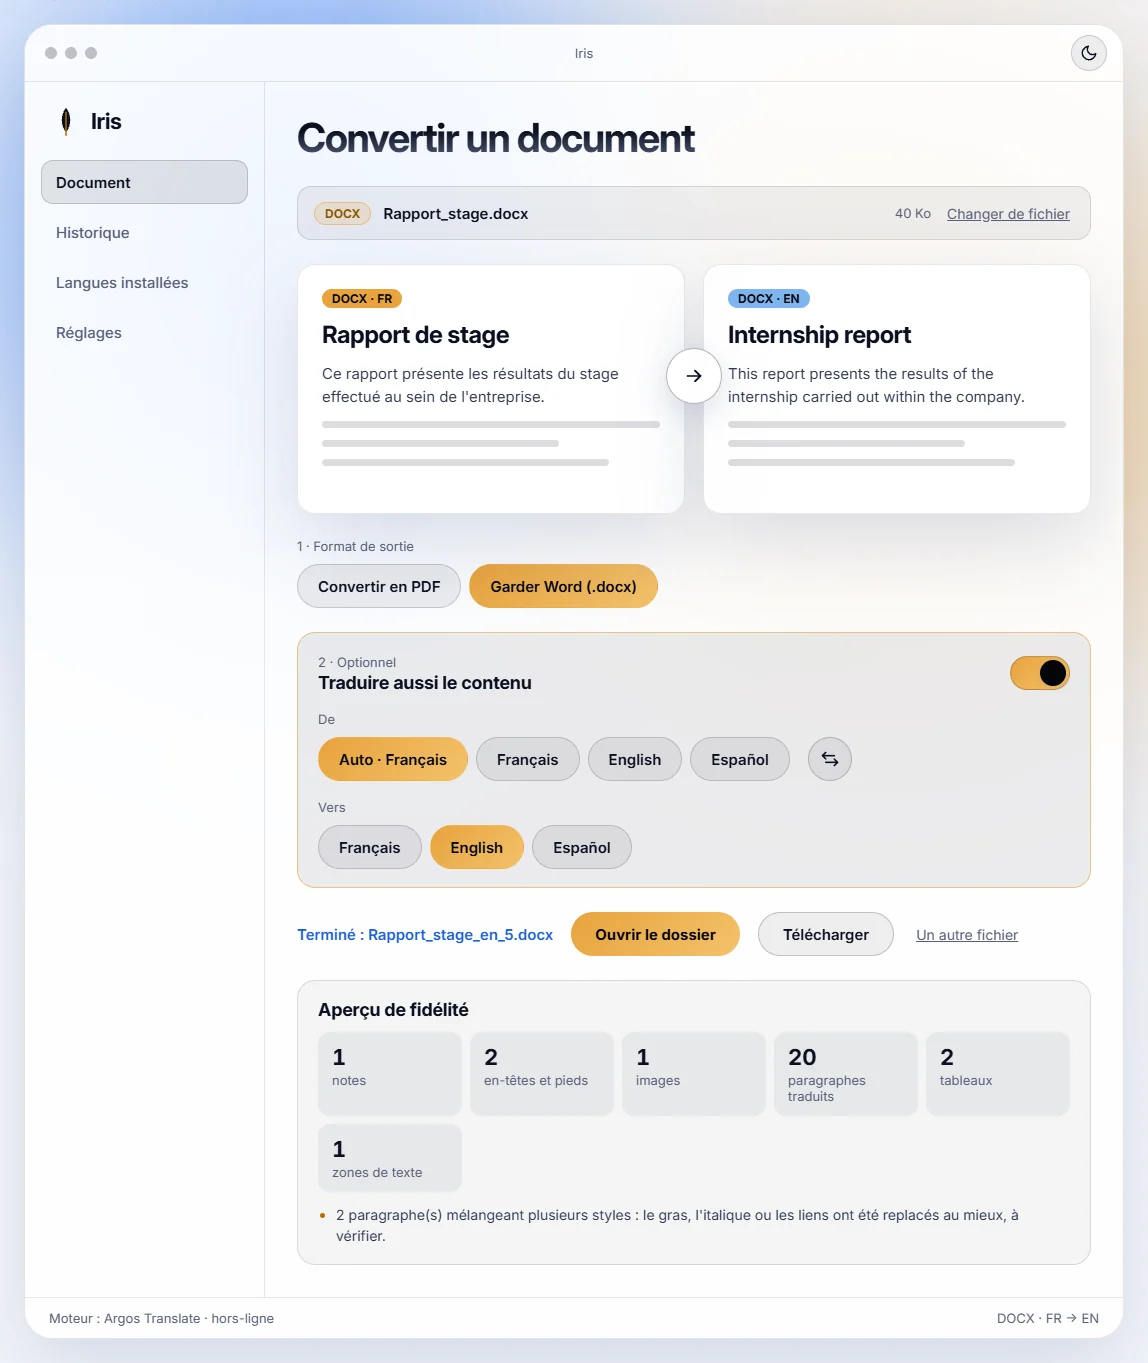 Iris
Iris
Document
Historique
Langues installées
Réglages
Convertir un document
DOCX
Rapport_stage.docx
40 Ko
Changer de fichier
DOCX · FR
Rapport de stage
Ce rapport présente les résultats du stage
effectué au sein de l'entreprise.
DOCX · EN
Internship report
This report presents the results of the
internship carried out within the company.
1 · Format de sortie
Convertir en PDF
Garder Word (.docx)
2 · Optionnel
Traduire aussi le contenu
De
Auto · Français
Français
English
Español
Vers
Français
English
Español
Terminé : Rapport_stage_en_5.docx
Ouvrir le dossier
Télécharger
Un autre fichier
Aperçu de fidélité
1
notes
2
en-têtes et pieds
1
images
20
paragraphes
traduits
2
tableaux
1
zones de texte
• 2 paragraphe(s) mélangeant plusieurs styles : le gras, l'italique ou les liens ont été replacés au mieux, à
vérifier.
Moteur : Argos Translate · hors-ligne
DOCX · FR → EN